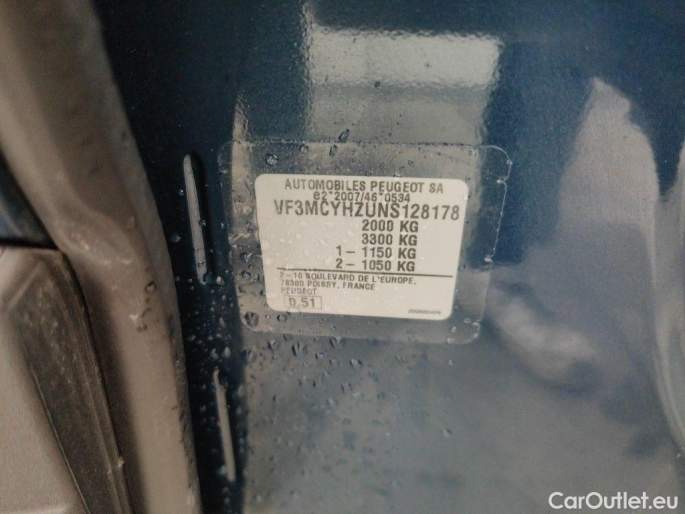 AUTOMOBILES PEUGEOT SA
e2*2007/46*0534
VF3MCYHZUNS128178
2000 KG
3300 KG
1 – 1150 KG
2 – 1050 KG
2-10 BOULEVARD DE L'EUROPE,
78300 POISSY, FRANCE
PEUGEOT
D.51
CarOutlet.eu